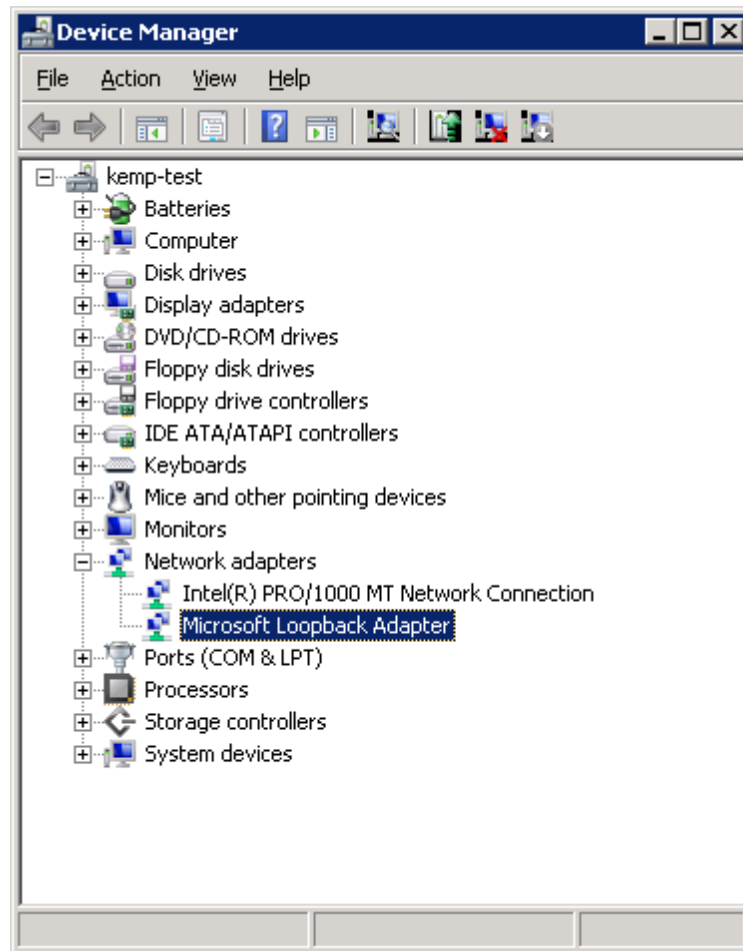 Device Manager
File Action View Help
kemp-test
Batteries
Computer
Disk drives
Display adapters
DVD/CD-ROM drives
Floppy disk drives
Floppy drive controllers
IDE ATA/ATAPI controllers
Keyboards
Mice and other pointing devices
Monitors
Network adapters
Intel(R) PRO/1000 MT Network Connection
Microsoft Loopback Adapter
Ports (COM & LPT)
Processors
Storage controllers
System devices